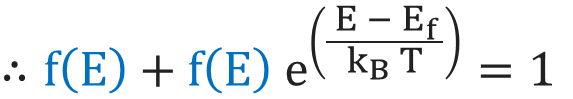 ∴ f(E) + f(E) e^((E − E_f)/(k_B T)) = 1